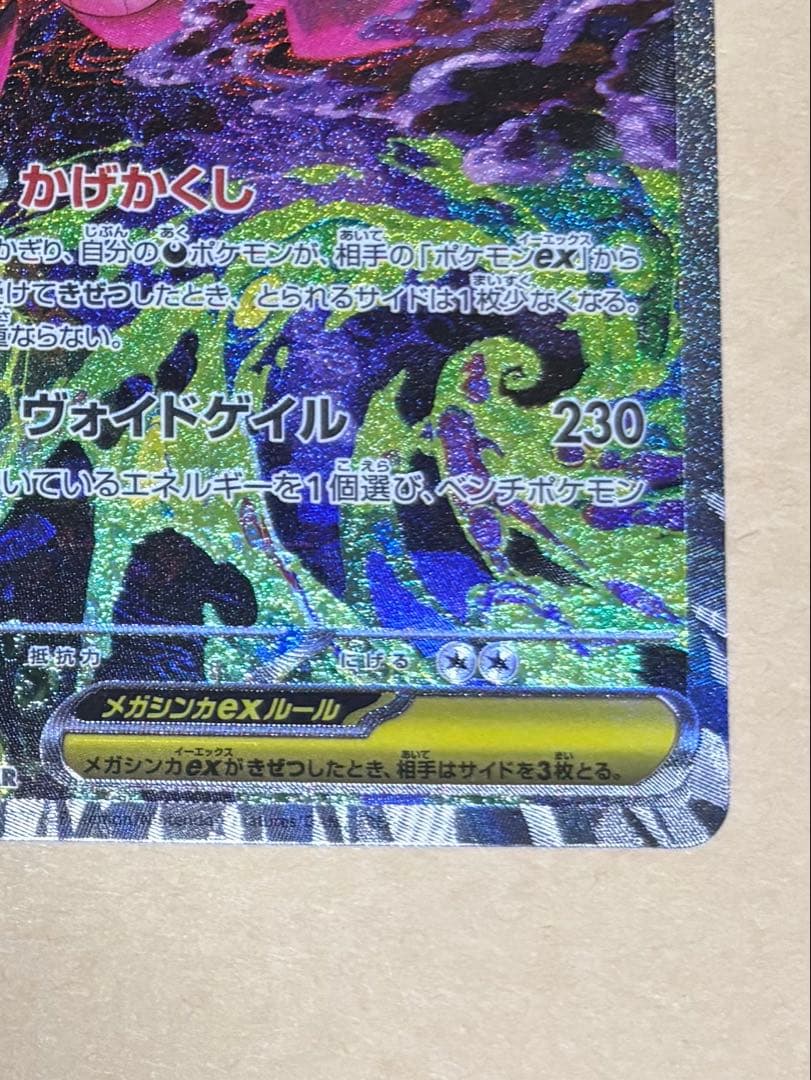 かげかくし
かぎり、自分のポケモンが、相手の「ポケモンex」から
けてきぜつしたとき、とられるサイドは1枚少なくなる。
重ならない。
ヴォイドゲイル 230
いているエネルギーを1個選び、ベンチポケモン
抵抗力 にげる
メガシンカexルール
メガシンカexがきぜつしたとき、相手はサイドを3枚とる。